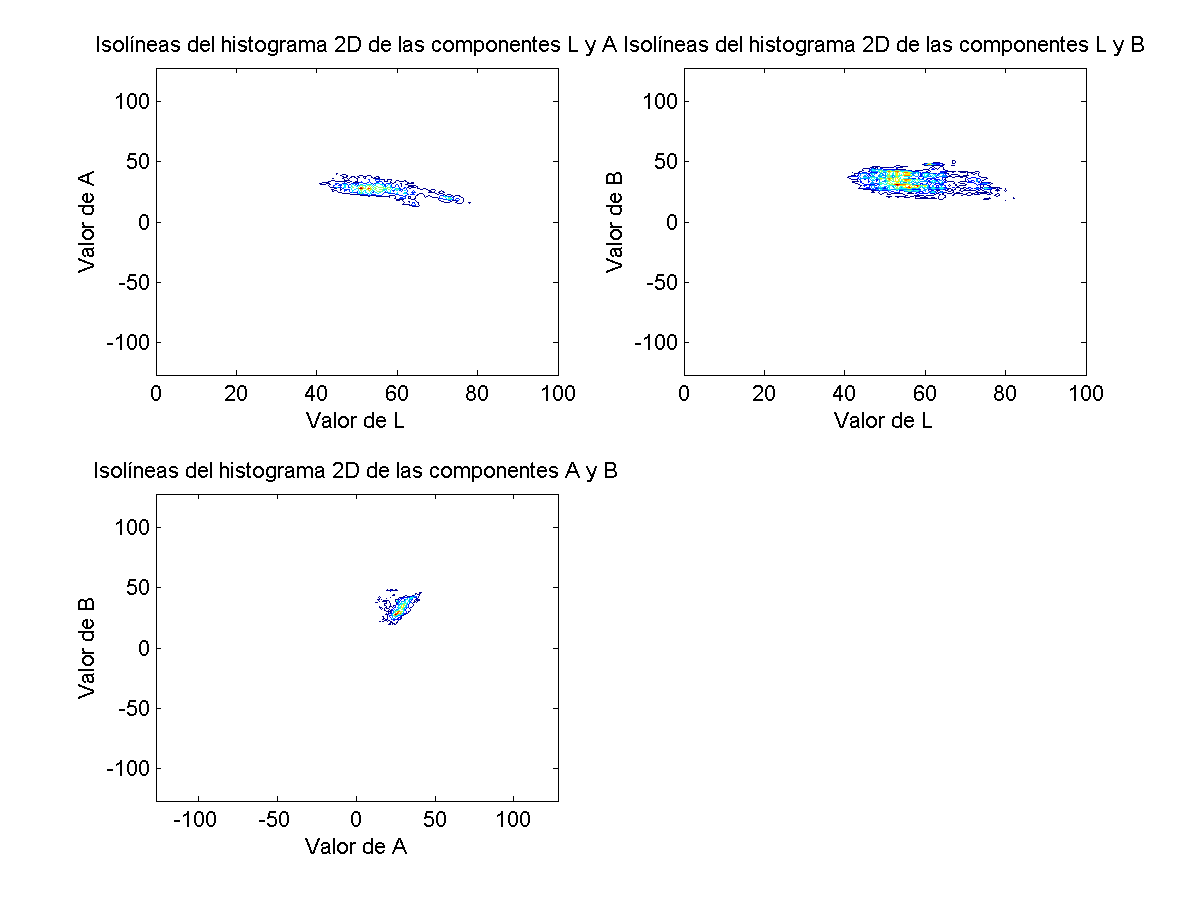 Isolíneas del histograma 2D de las componentes L y A
100
50
0
-50
-100
Valor de A
0 20 40 60 80 100
Valor de L
Isolíneas del histograma 2D de las componentes L y B
100
50
0
-50
-100
Valor de B
0 20 40 60 80 100
Valor de L
Isolíneas del histograma 2D de las componentes A y B
100
50
0
-50
-100
Valor de B
-100 -50 0 50 100
Valor de A